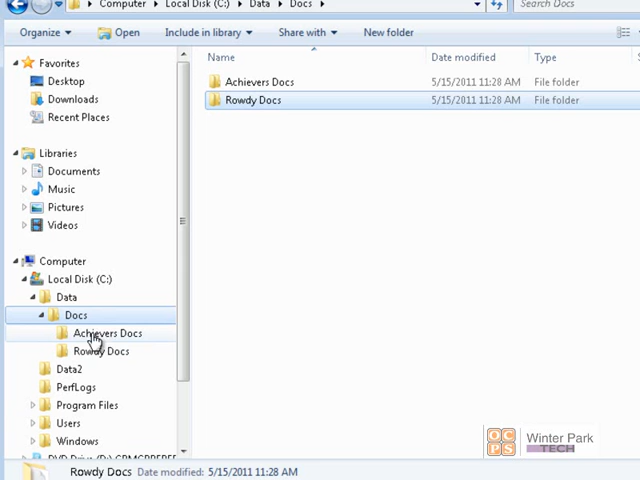 Computer ▸ Local Disk (C:) ▸ Data ▸ Docs ▸
Search Docs
Organize ▾ Open Include in library ▾ Share with ▾ New folder
Name Date modified Type
Achievers Docs 5/15/2011 11:28 AM File folder
Rowdy Docs 5/15/2011 11:28 AM File folder
Favorites
Desktop
Downloads
Recent Places
Libraries
Documents
Music
Pictures
Videos
Computer
Local Disk (C:)
Data
Docs
Achievers Docs
Rowdy Docs
Data2
PerfLogs
Program Files
Users
Windows
DVD Drive (D:)
OCPS
Winter Park
TECH
Rowdy Docs Date modified: 5/15/2011 11:28 AM